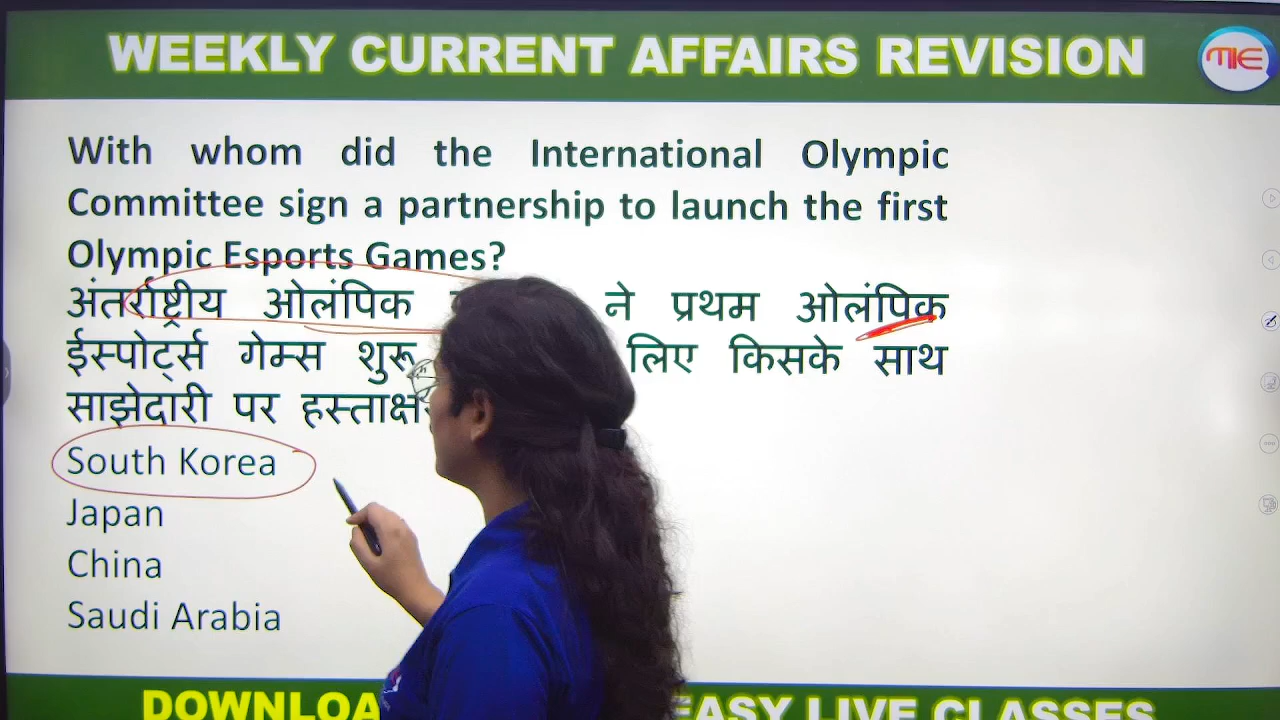 WEEKLY CURRENT AFFAIRS REVISION
MIE
With whom did the International Olympic
Committee sign a partnership to launch the first
Olympic Esports Games?
अंतर्राष्ट्रीय ओलंपिक ने प्रथम ओलंपिक
ईस्पोर्ट्स गेम्स शुरू लिए किसके साथ
साझेदारी पर
South Korea
Japan
China
Saudi Arabia
EASY LIVE CLASSES